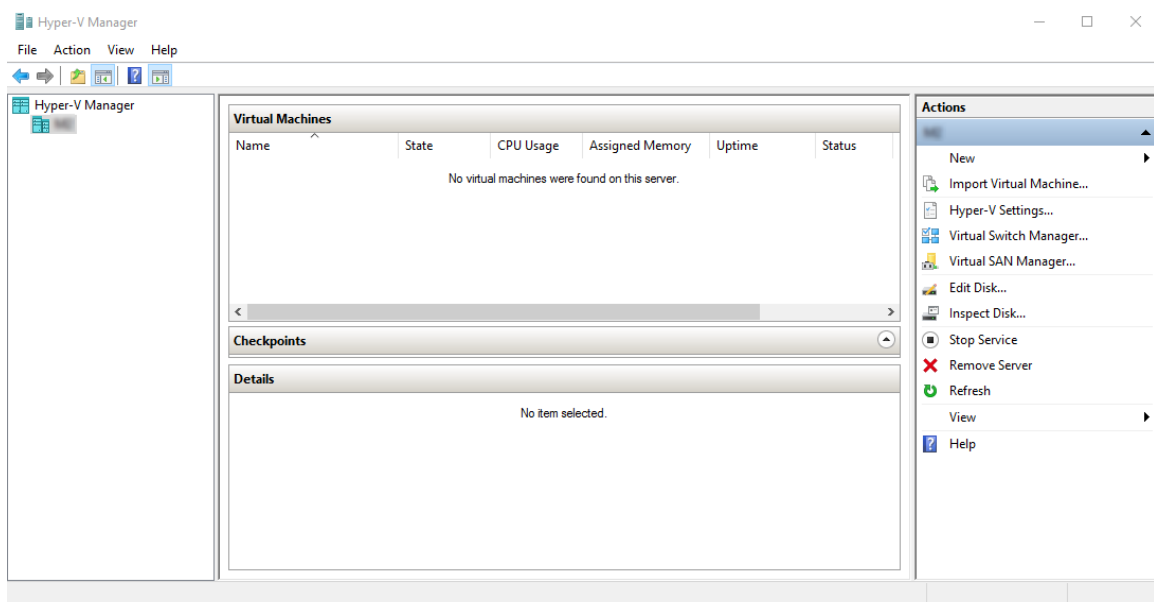 Hyper-V Manager
File Action View Help
Hyper-V Manager
Virtual Machines
Name State CPU Usage Assigned Memory Uptime Status
No virtual machines were found on this server.
Checkpoints
Details
No item selected.
Actions
New
Import Virtual Machine...
Hyper-V Settings...
Virtual Switch Manager...
Virtual SAN Manager...
Edit Disk...
Inspect Disk...
Stop Service
Remove Server
Refresh
View
Help